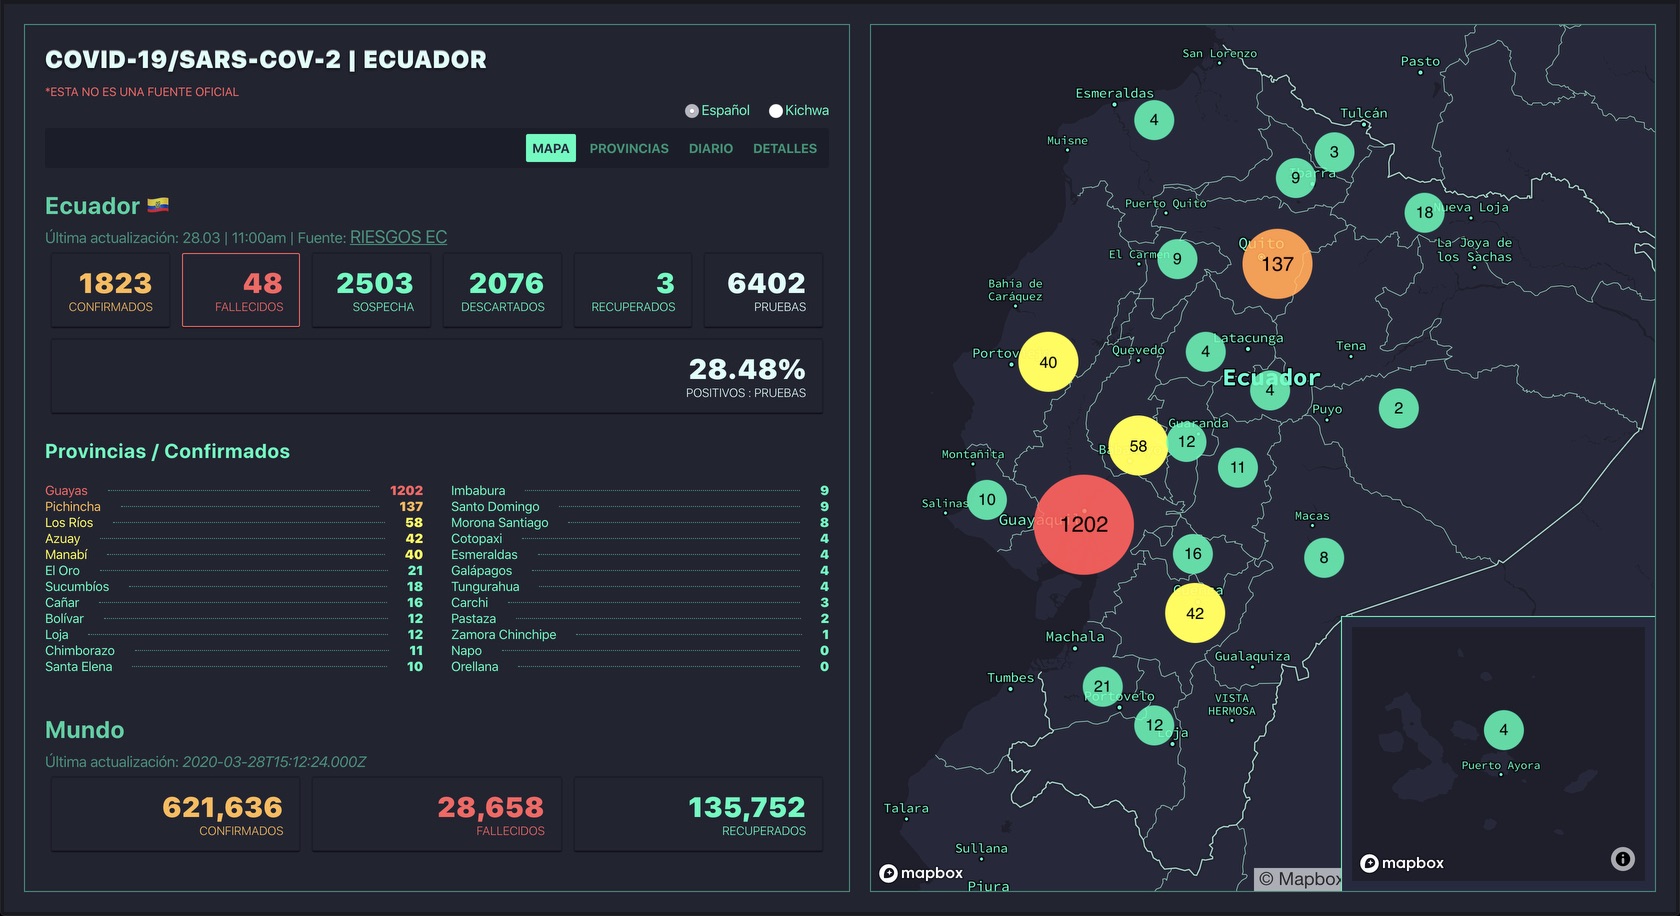 COVID-19/SARS-COV-2 | ECUADOR
*ESTA NO ES UNA FUENTE OFICIAL
Español Kichwa
MAPA PROVINCIAS DIARIO DETALLES
Ecuador
Última actualización: 28.03 | 11:00am | Fuente: RIESGOS EC
1823 48 2503 2076 3 6402
CONFIRMADOS FALLECIDOS SOSPECHA DESCARTADOS RECUPERADOS PRUEBAS
28.48%
POSITIVOS : PRUEBAS
Provincias / Confirmados
Guayas 1202
Pichincha 137
Los Ríos 58
Azuay 42
Manabí 40
El Oro 21
Sucumbíos 18
Cañar 16
Bolívar 12
Loja 12
Chimborazo 11
Santa Elena 10
Imbabura 9
Santo Domingo 9
Morona Santiago 8
Cotopaxi 4
Esmeraldas 4
Galápagos 4
Tungurahua 4
Carchi 3
Pastaza 2
Zamora Chinchipe 1
Napo 0
Orellana 0
Mundo
Última actualización: 2020-03-28T15:12:24.000Z
621,636 28,658 135,752
CONFIRMADOS FALLECIDOS RECUPERADOS
San Lorenzo
Pasto
Esmeraldas
4
Tulcán
Muisne
3
9
Puerto Quito
18
Nueva Loja
Quito
La Joya de
los Sachas
El Carmen
9
137
Bahía de
Caráquez
Latacunga
Tena
Quevedo
4
40
Ecuador
4
Puyo
2
Guaranda
12
58
Montañita
11
Salinas
10
Macas
1202
16
8
42
Machala
Gualaquiza
Tumbes
21
Portovelo
VISTA
HERMOSA
12
Loja
4
Puerto Ayora
Talara
Sullana
mapbox
Piura
© Mapbox
mapbox